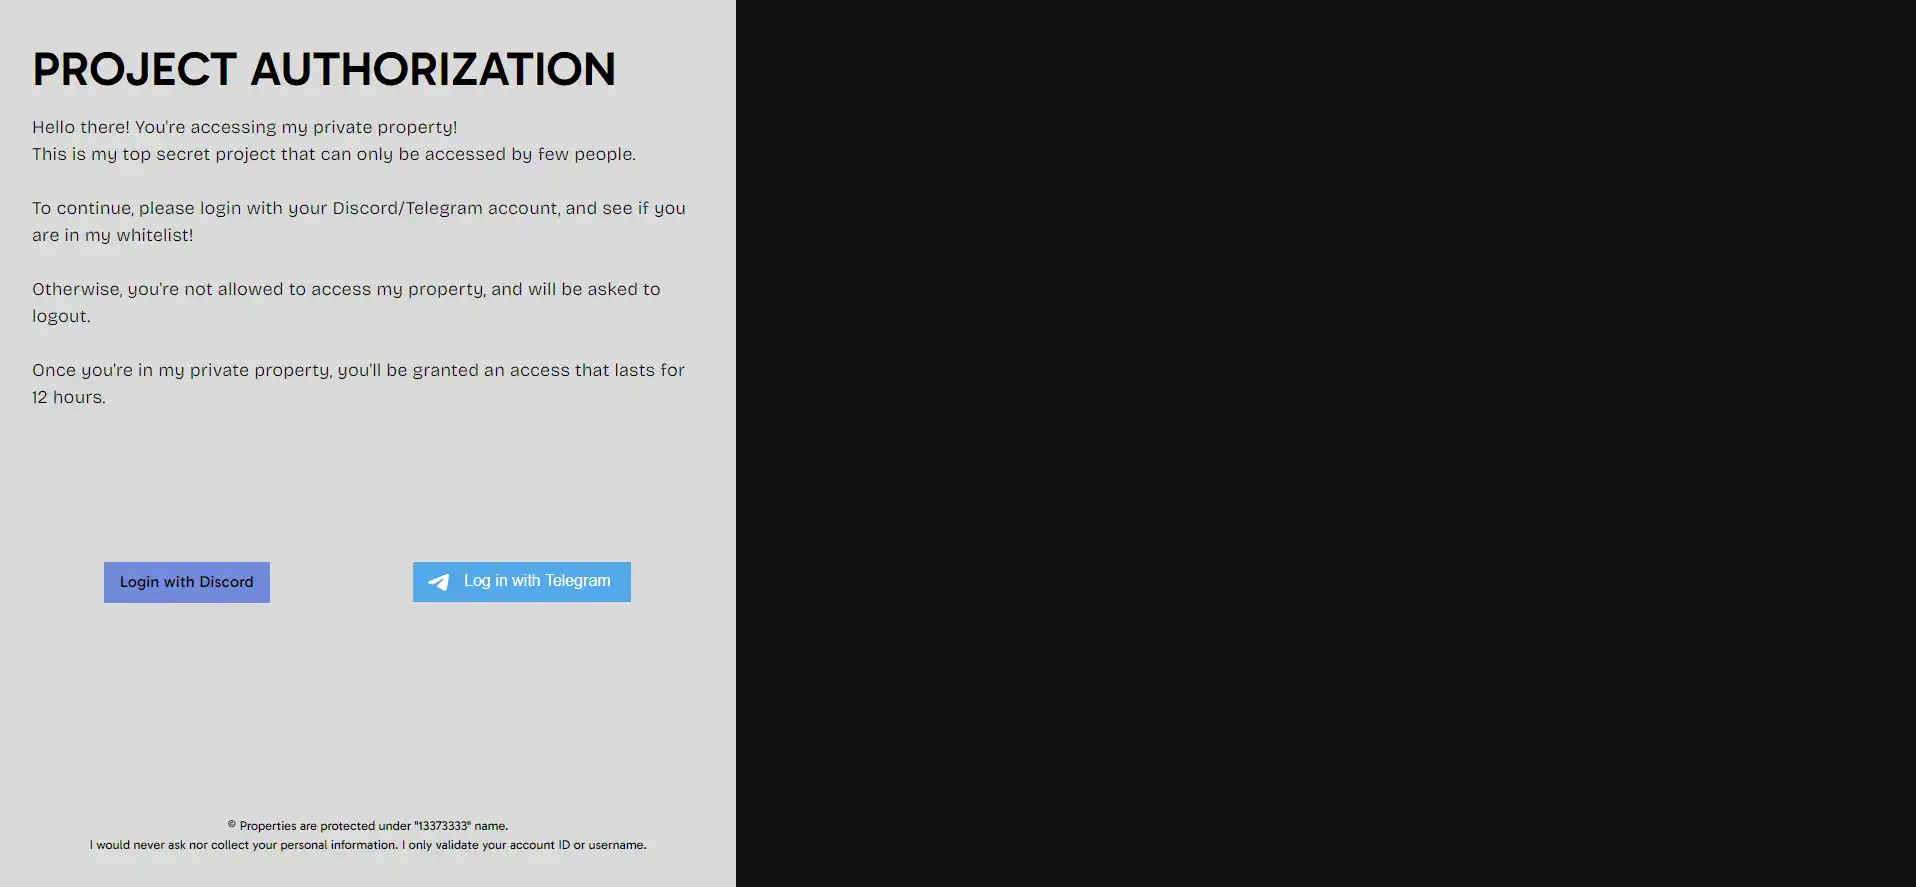 PROJECT AUTHORIZATION
Hello there! You're accessing my private property!
This is my top secret project that can only be accessed by few people.
To continue, please login with your Discord/Telegram account, and see if you
are in my whitelist!
Otherwise, you're not allowed to access my property, and will be asked to
logout.
Once you're in my private property, you'll be granted an access that lasts for
12 hours.
Login with Discord
Log in with Telegram
© Properties are protected under "13373333" name.
I would never ask nor collect your personal information. I only validate your account ID or username.